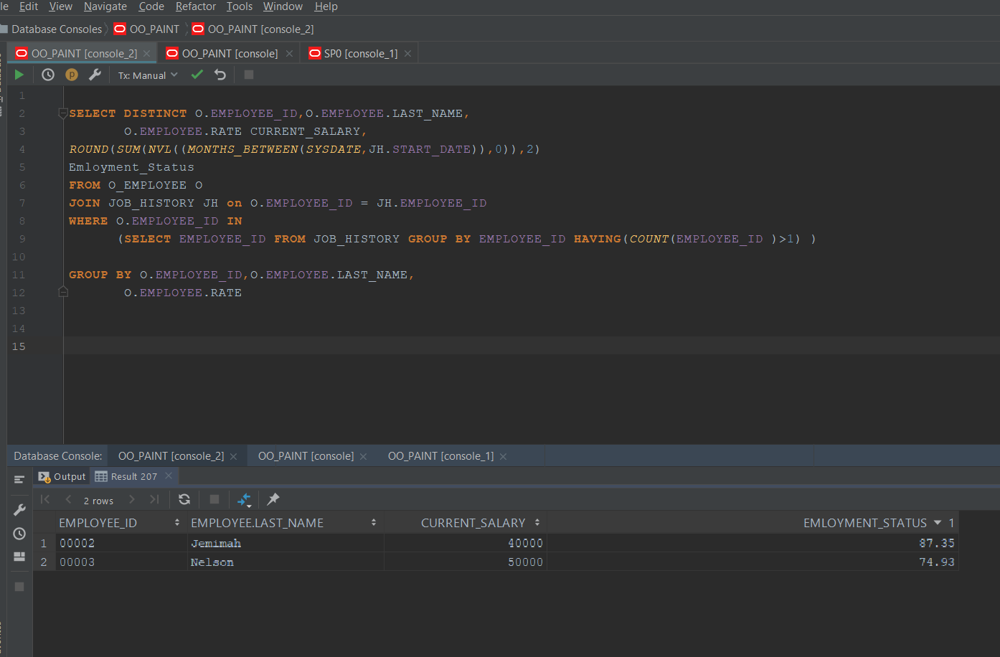 le Edit View Navigate Code Refactor Tools Window Help
Database Consoles OO_PAINT OO_PAINT [console_2]
OO_PAINT [console_2] OO_PAINT [console] SP0 [console_1]
p Tx: Manual
1
2 SELECT DISTINCT O.EMPLOYEE_ID,O.EMPLOYEE.LAST_NAME,
3 O.EMPLOYEE.RATE CURRENT_SALARY,
4 ROUND(SUM(NVL((MONTHS_BETWEEN(SYSDATE,JH.START_DATE)),0)),2)
5 Emloyment_Status
6 FROM O_EMPLOYEE O
7 JOIN JOB_HISTORY JH on O.EMPLOYEE_ID = JH.EMPLOYEE_ID
8 WHERE O.EMPLOYEE_ID IN
9 (SELECT EMPLOYEE_ID FROM JOB_HISTORY GROUP BY EMPLOYEE_ID HAVING(COUNT(EMPLOYEE_ID )>1) )
10
11 GROUP BY O.EMPLOYEE_ID,O.EMPLOYEE.LAST_NAME,
12 O.EMPLOYEE.RATE
13
14
15
Database Console: OO_PAINT [console_2] OO_PAINT [console] OO_PAINT [console_1]
Output Result 207
2 rows
EMPLOYEE_ID EMPLOYEE.LAST_NAME CURRENT_SALARY EMLOYMENT_STATUS 1
1 00002 Jemimah 40000 87.35
2 00003 Nelson 50000 74.93